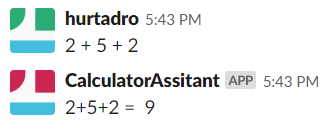 hurtadro 5:43 PM
2 + 5 + 2
CalculatorAssitant APP 5:43 PM
2+5+2 = 9